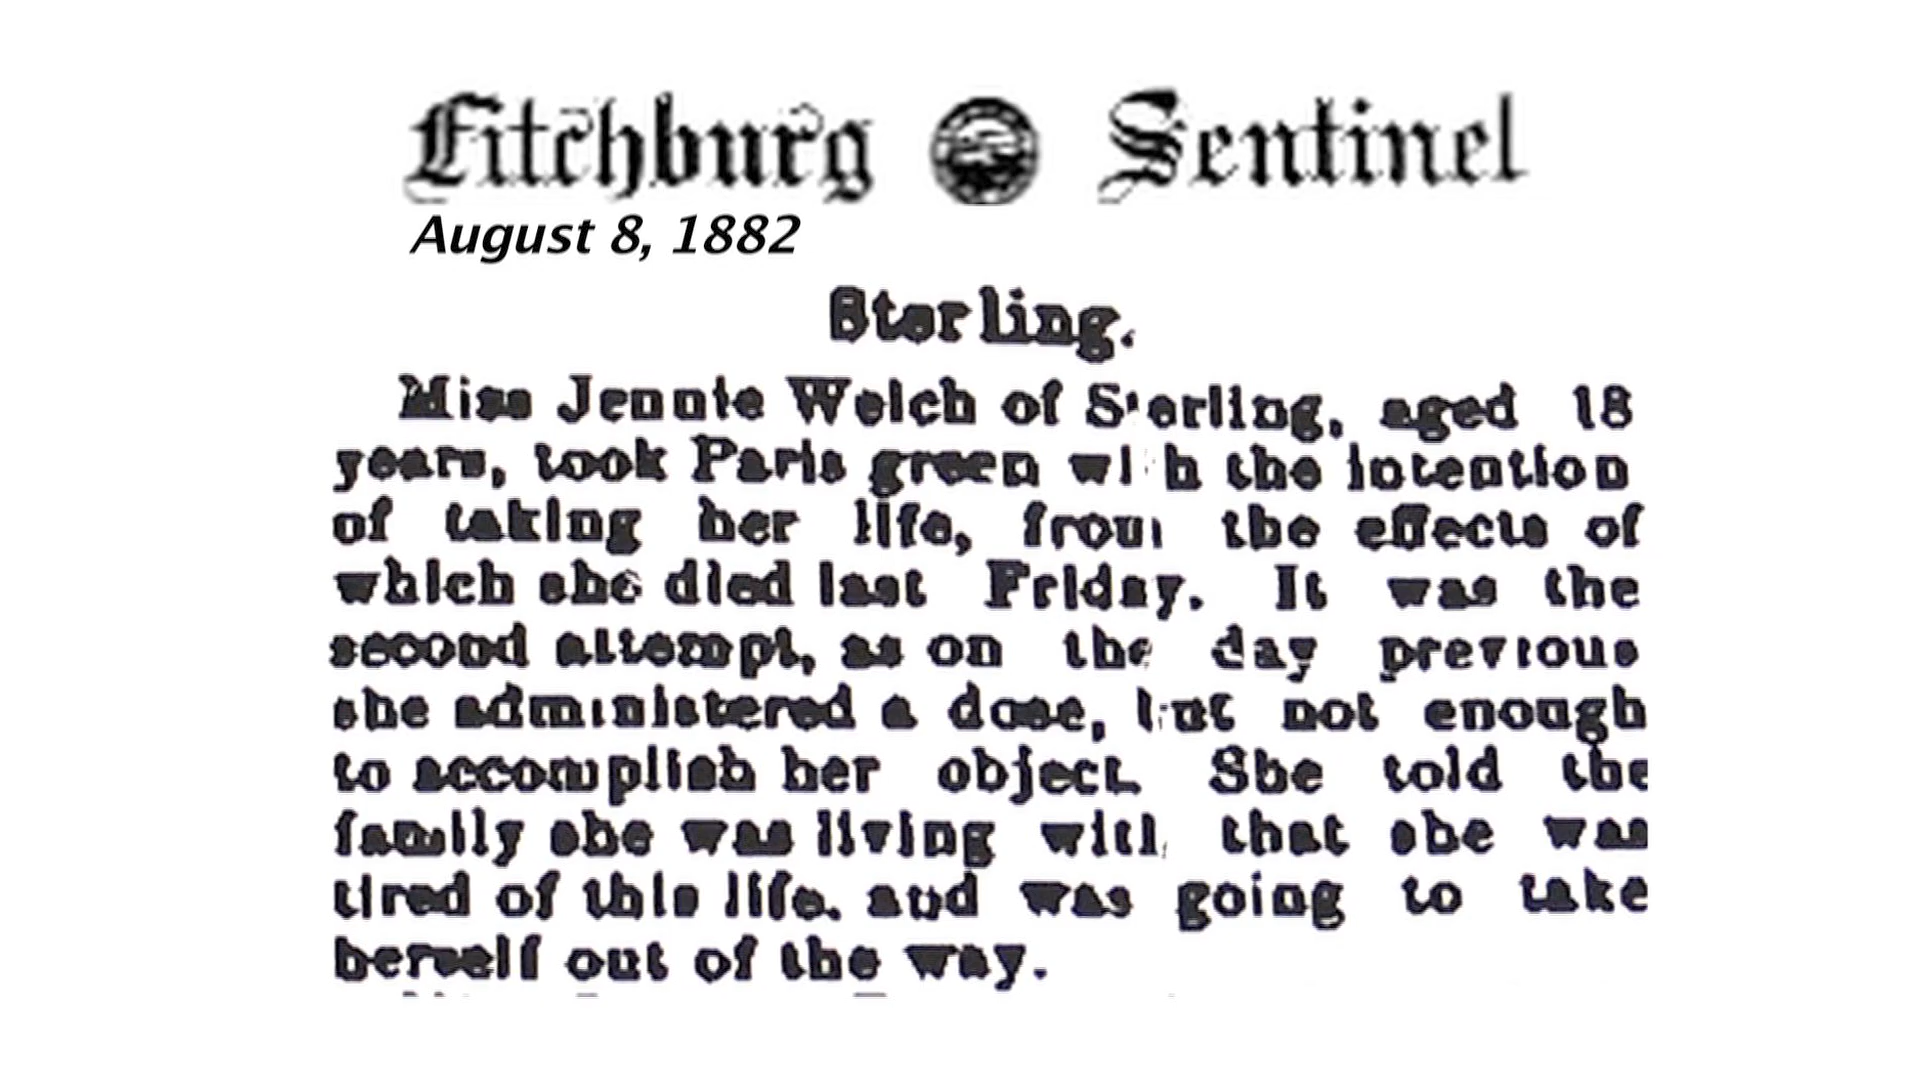 Fitchburg Sentinel
August 8, 1882
Sterling.
Miss Jennie Welch of Sterling, aged 18
years, took Paris green with the intention
of taking her life, from the effects of
which she died last Friday. It was the
second attempt, as on the day previous
she administered a dose, but not enough
to accomplish her object. She told the
family she was living with that she was
tired of this life, and was going to take
herself out of the way.